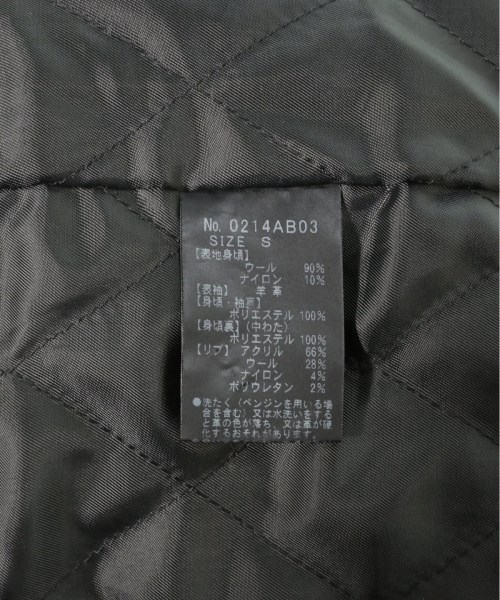 No. 0214AB03
SIZE S
【表地身頃】
ウール 90%
ナイロン 10%
【表袖】 羊革
【身頃・袖裏】
ポリエステル 100%
【身頃裏】(中わた)
ポリエステル 100%
【リブ】 アクリル 66%
ウール 28%
ナイロン 4%
ポリウレタン 2%
●洗たく(ベンジンを用いる場
合を含む)又は水洗いをする
と革の色が落ち、又は革が硬
化するおそれがあります。